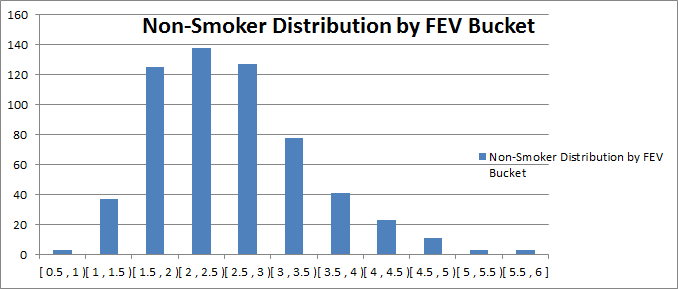 Non-Smoker Distribution by FEV Bucket
160
140
120
100
80
60
40
20
0
[ 0.5 , 1 )[ 1 , 1.5 )[ 1.5 , 2 )[ 2 , 2.5 )[ 2.5 , 3 )[ 3 , 3.5 )[ 3.5 , 4 )[ 4 , 4.5 )[ 4.5 , 5 )[ 5 , 5.5 )[ 5.5 , 6 ]
Non-Smoker Distribution by FEV
Bucket